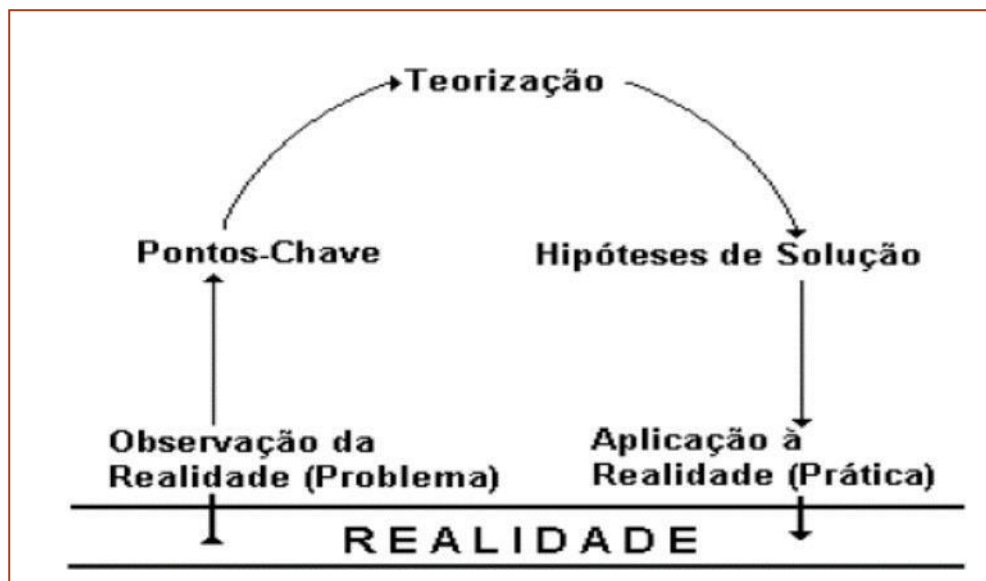 Teorização
Pontos-Chave
Hipóteses de Solução
Observação da
Realidade (Problema)
Aplicação à
Realidade (Prática)
REALIDADE